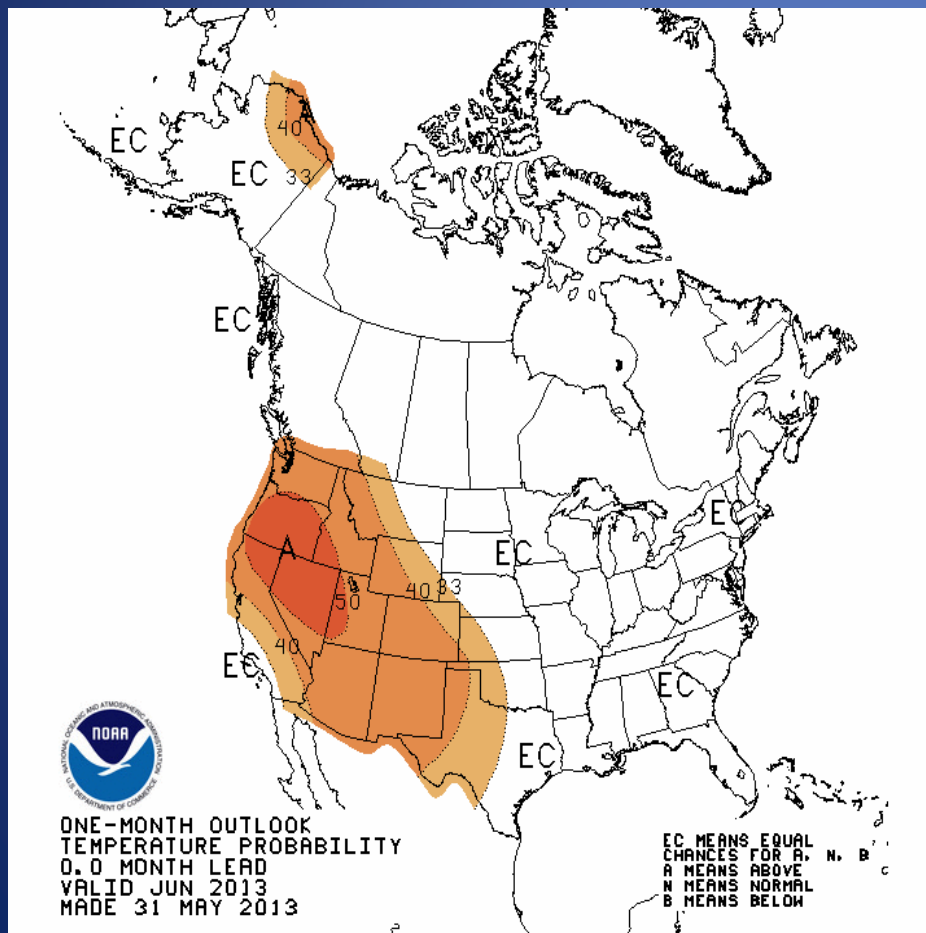 EC
40
EC
33
EC
A
EC
EC
50
40
33
40
EC
EC
EC
NATIONAL OCEANIC AND ATMOSPHERIC ADMINISTRATION
NOAA
U.S. DEPARTMENT OF COMMERCE
ONE-MONTH OUTLOOK
TEMPERATURE PROBABILITY
0.0 MONTH LEAD
VALID JUN 2013
MADE 31 MAY 2013
EC MEANS EQUAL
CHANCES FOR A, N, B
A MEANS ABOVE
N MEANS NORMAL
B MEANS BELOW